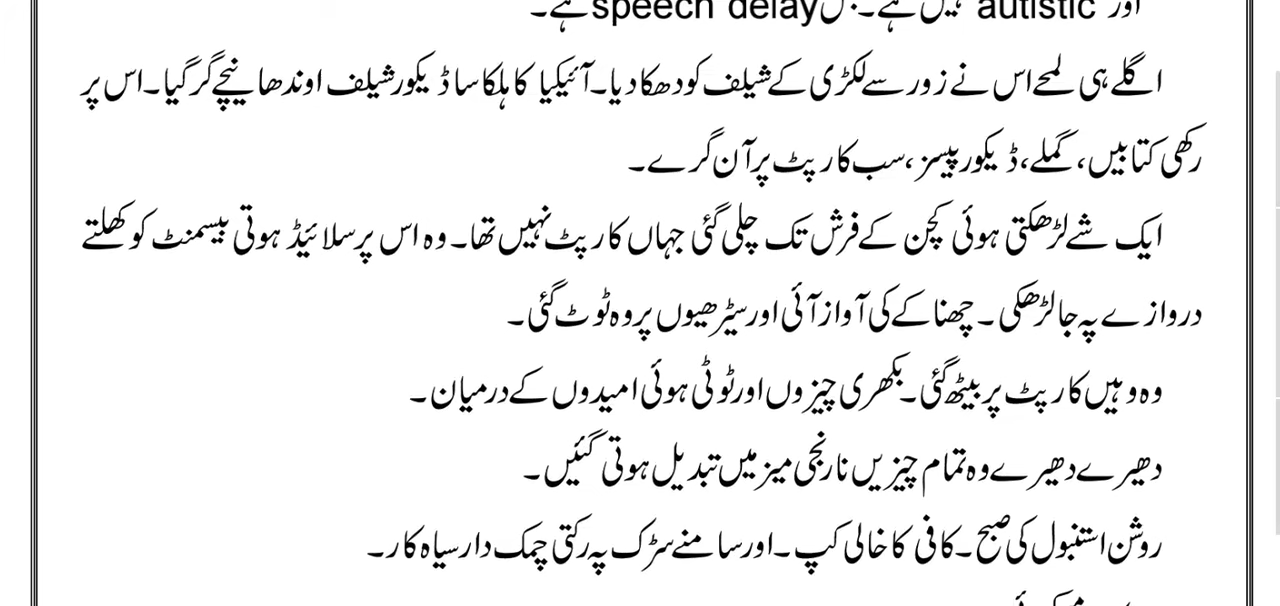 اور autistic نہیں ہے۔ بس speech delay ہے۔
اگلے ہی لمحے اس نے زور سے لکڑی کے شیلف کو دھکا دیا۔ آئیکیا کا ہلکا سا ڈیکور شیلف اوندھا نیچے گر گیا۔ اس پر
رکھی کتابیں، گملے، ڈیکور پیسز، سب کارپٹ پر آن گرے۔
ایک شے لڑھکتی ہوئی کچن کے فرش تک چلی گئی جہاں کارپٹ نہیں تھا۔ وہ اس پر سلائیڈ ہوتی بیسمنٹ کو کھلتے
دروازے پہ جا لڑھکی۔ چھناکے کی آواز آئی اور سیڑھیوں پر وہ ٹوٹ گئی۔
وہ وہیں کارپٹ پر بیٹھ گئی۔ بکھری چیزوں اور ٹوٹی ہوئی امیدوں کے درمیان۔
دھیرے دھیرے وہ تمام چیزیں نارنجی میز میں تبدیل ہوتی گئیں۔
روشن استنبول کی صبح۔ کافی کا خالی کپ۔ اور سامنے سڑک پہ رکتی چمک دار سیاہ کار۔